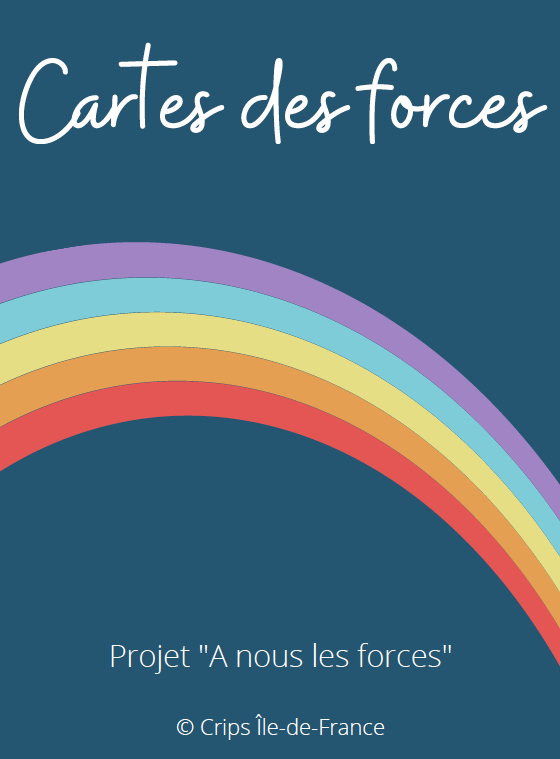 Cartes des forces
Projet "A nous les forces"
© Crips Île-de-France